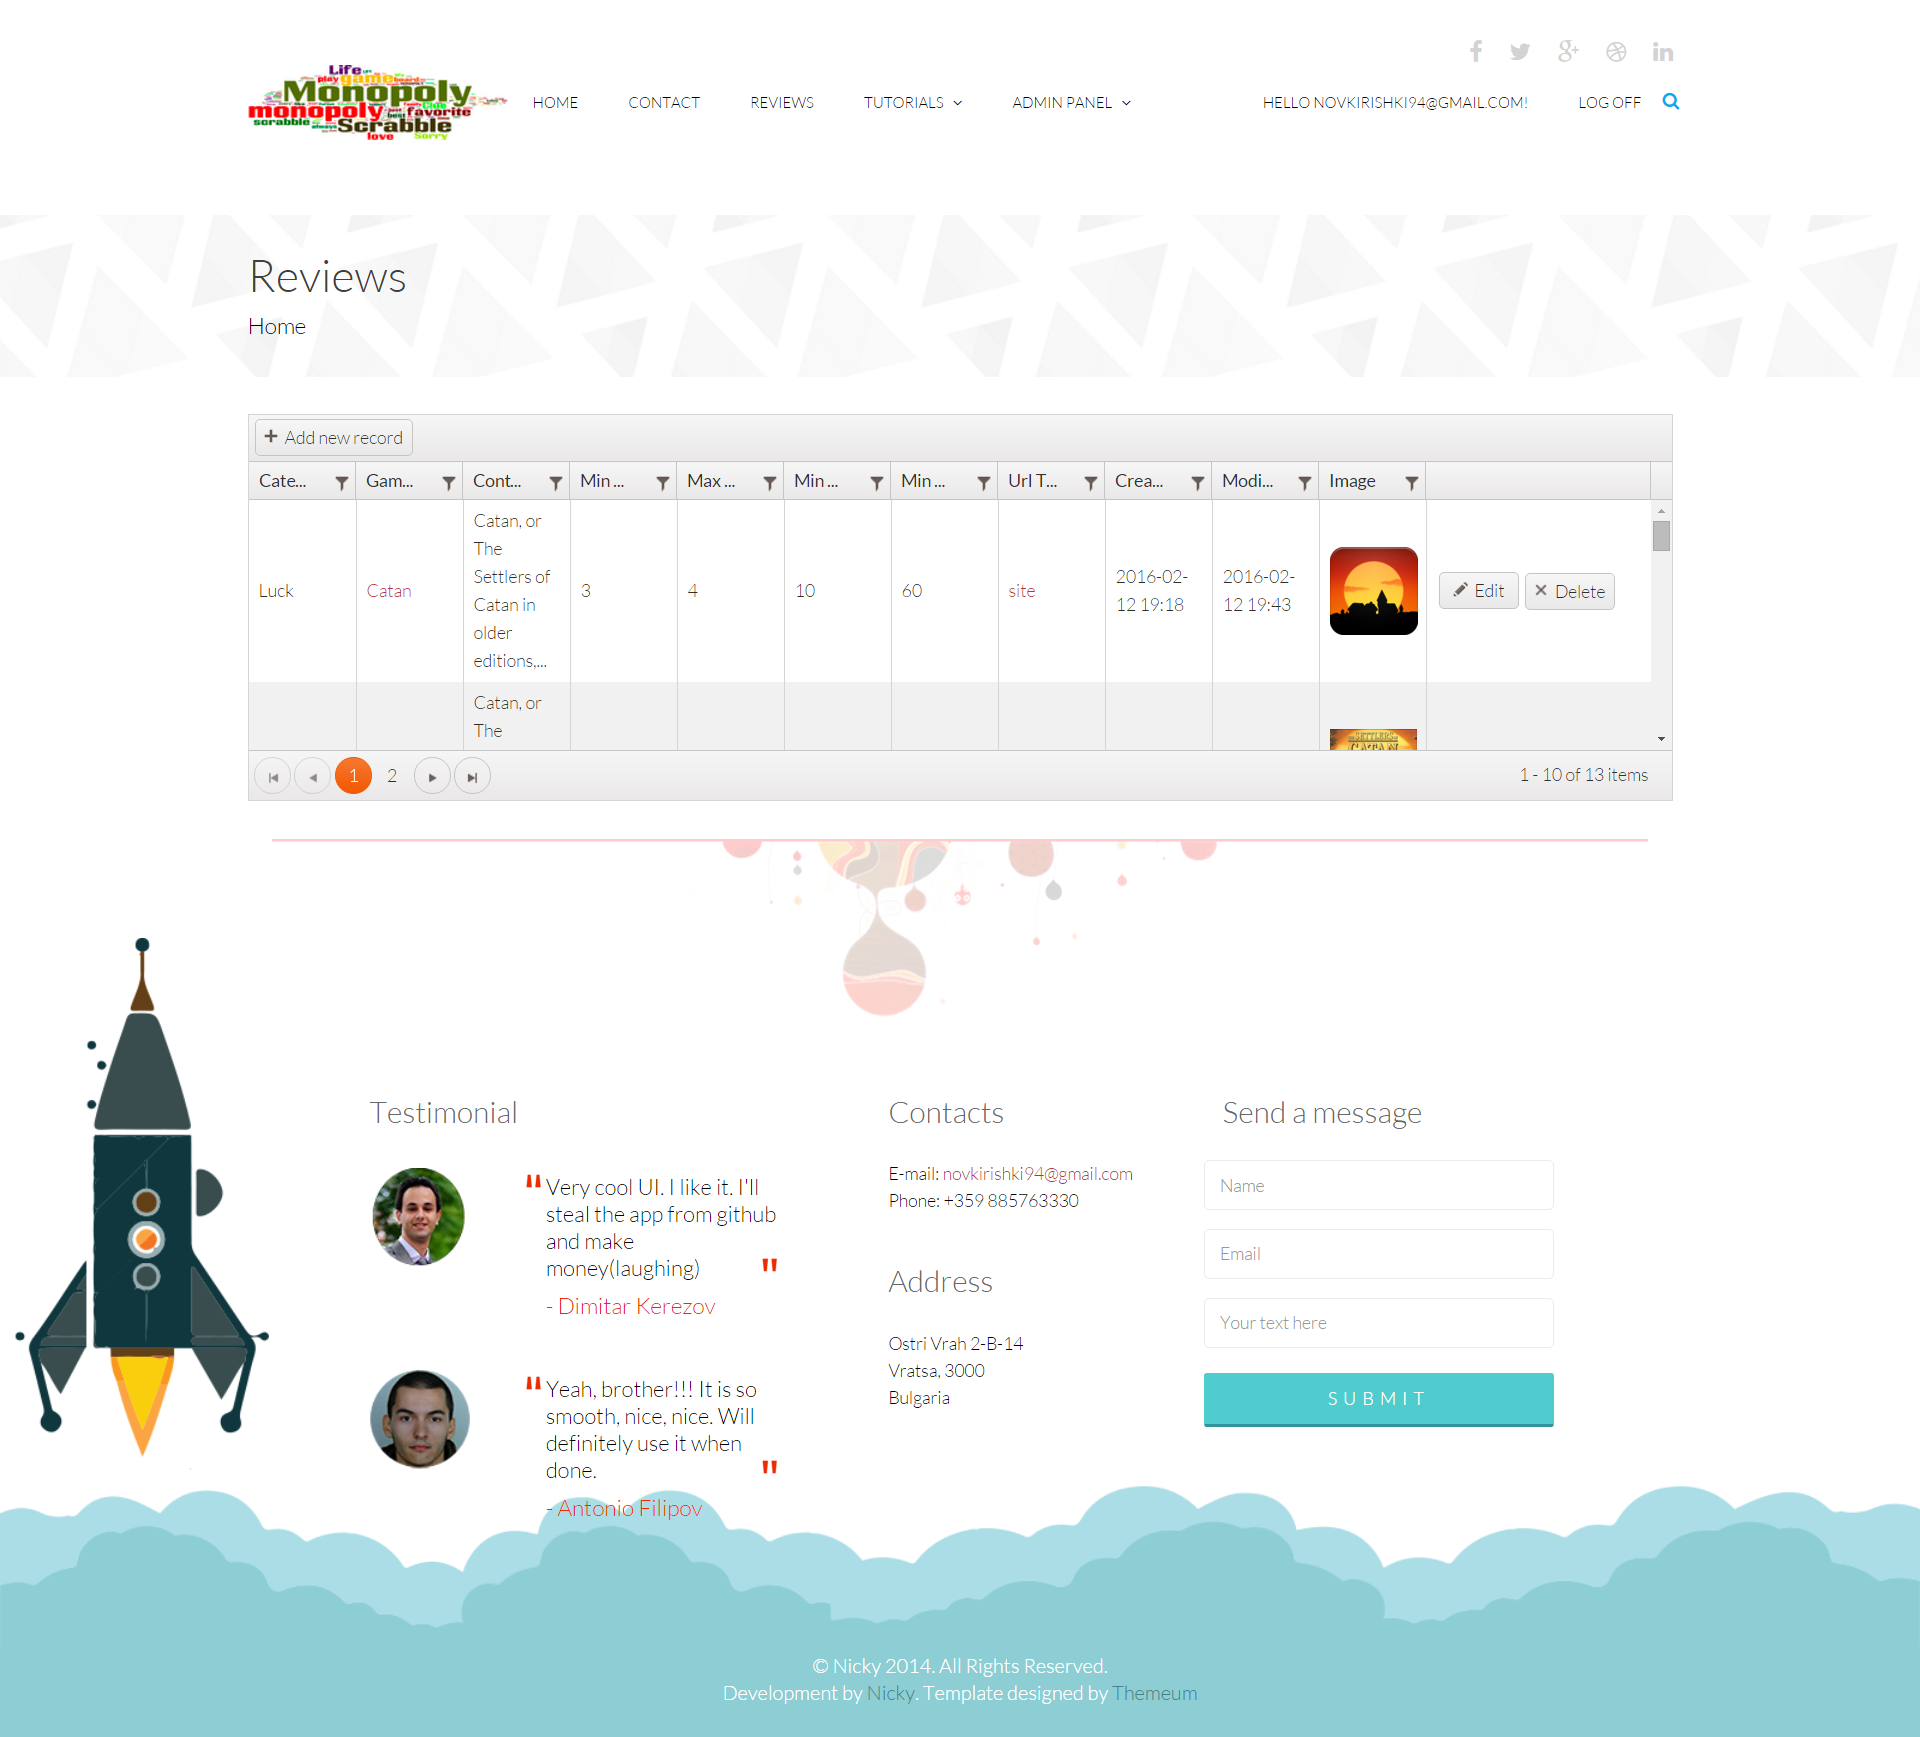 Life
play game
Monopoly
monopoly
best favorite
scrabble Scrabble
love Sorry
HOME CONTACT REVIEWS TUTORIALS ADMIN PANEL HELLO NOVKIRISHKI94@GMAIL.COM! LOG OFF
Reviews
Home
Add new record
Cate... Gam... Cont... Min ... Max ... Min ... Min ... Url T... Crea... Modi... Image
Luck
Catan
Catan, or
The
Settlers of
Catan in
older
editions,...
3
4
10
60
site
2016-02-
12 19:18
2016-02-
12 19:43
Edit
Delete
Catan, or
The
SETTLERS
CATAN
1 2
1 - 10 of 13 items
Testimonial
" Very cool UI. I like it. I'll
steal the app from github
and make
money(laughing) "
- Dimitar Kerezov
" Yeah, brother!!! It is so
smooth, nice, nice. Will
definitely use it when
done. "
- Antonio Filipov
Contacts
E-mail: novkirishki94@gmail.com
Phone: +359 885763330
Address
Ostri Vrah 2-B-14
Vratsa, 3000
Bulgaria
Send a message
Name
Email
Your text here
SUBMIT
© Nicky 2014. All Rights Reserved.
Development by Nicky. Template designed by Themeum